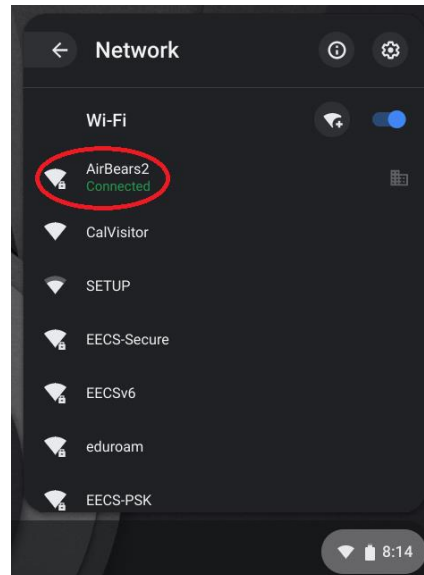 Network
Wi-Fi
AirBears2
Connected
CalVisitor
SETUP
EECS-Secure
EECSv6
eduroam
EECS-PSK
8:14